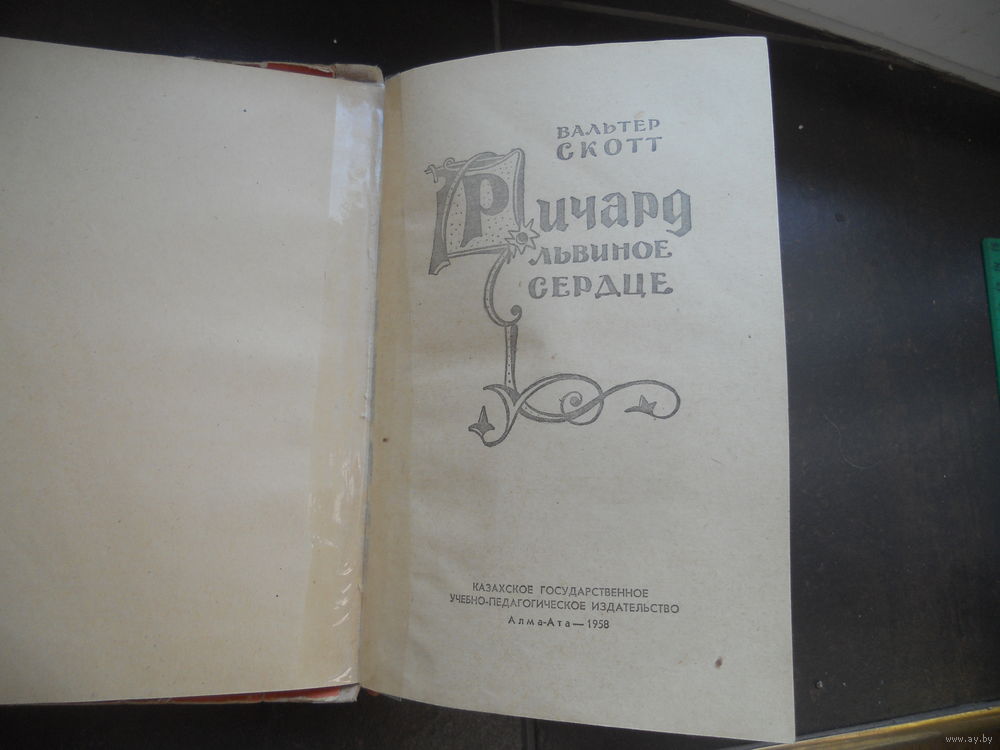 ВАЛЬТЕР
СКОТТ
Ричард
ЛЬВИНОЕ
СЕРДЦЕ
КАЗАХСКОЕ ГОСУДАРСТВЕННОЕ
УЧЕБНО-ПЕДАГОГИЧЕСКОЕ ИЗДАТЕЛЬСТВО
Алма-Ата — 1958
www.ay.by